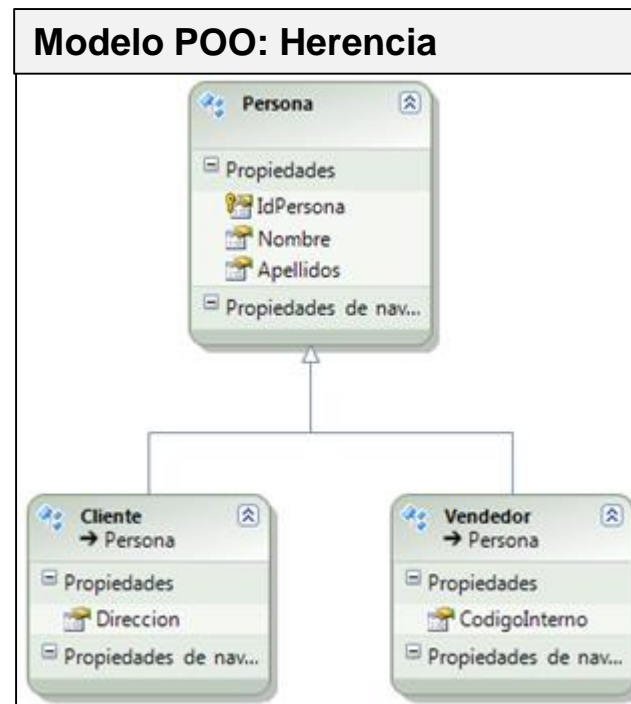 Modelo POO: Herencia
Persona
Propiedades
IdPersona
Nombre
Apellidos
Propiedades de nav...
Cliente
→ Persona
Propiedades
Direccion
Propiedades de nav...
Vendedor
→ Persona
Propiedades
CodigoInterno
Propiedades de nav...